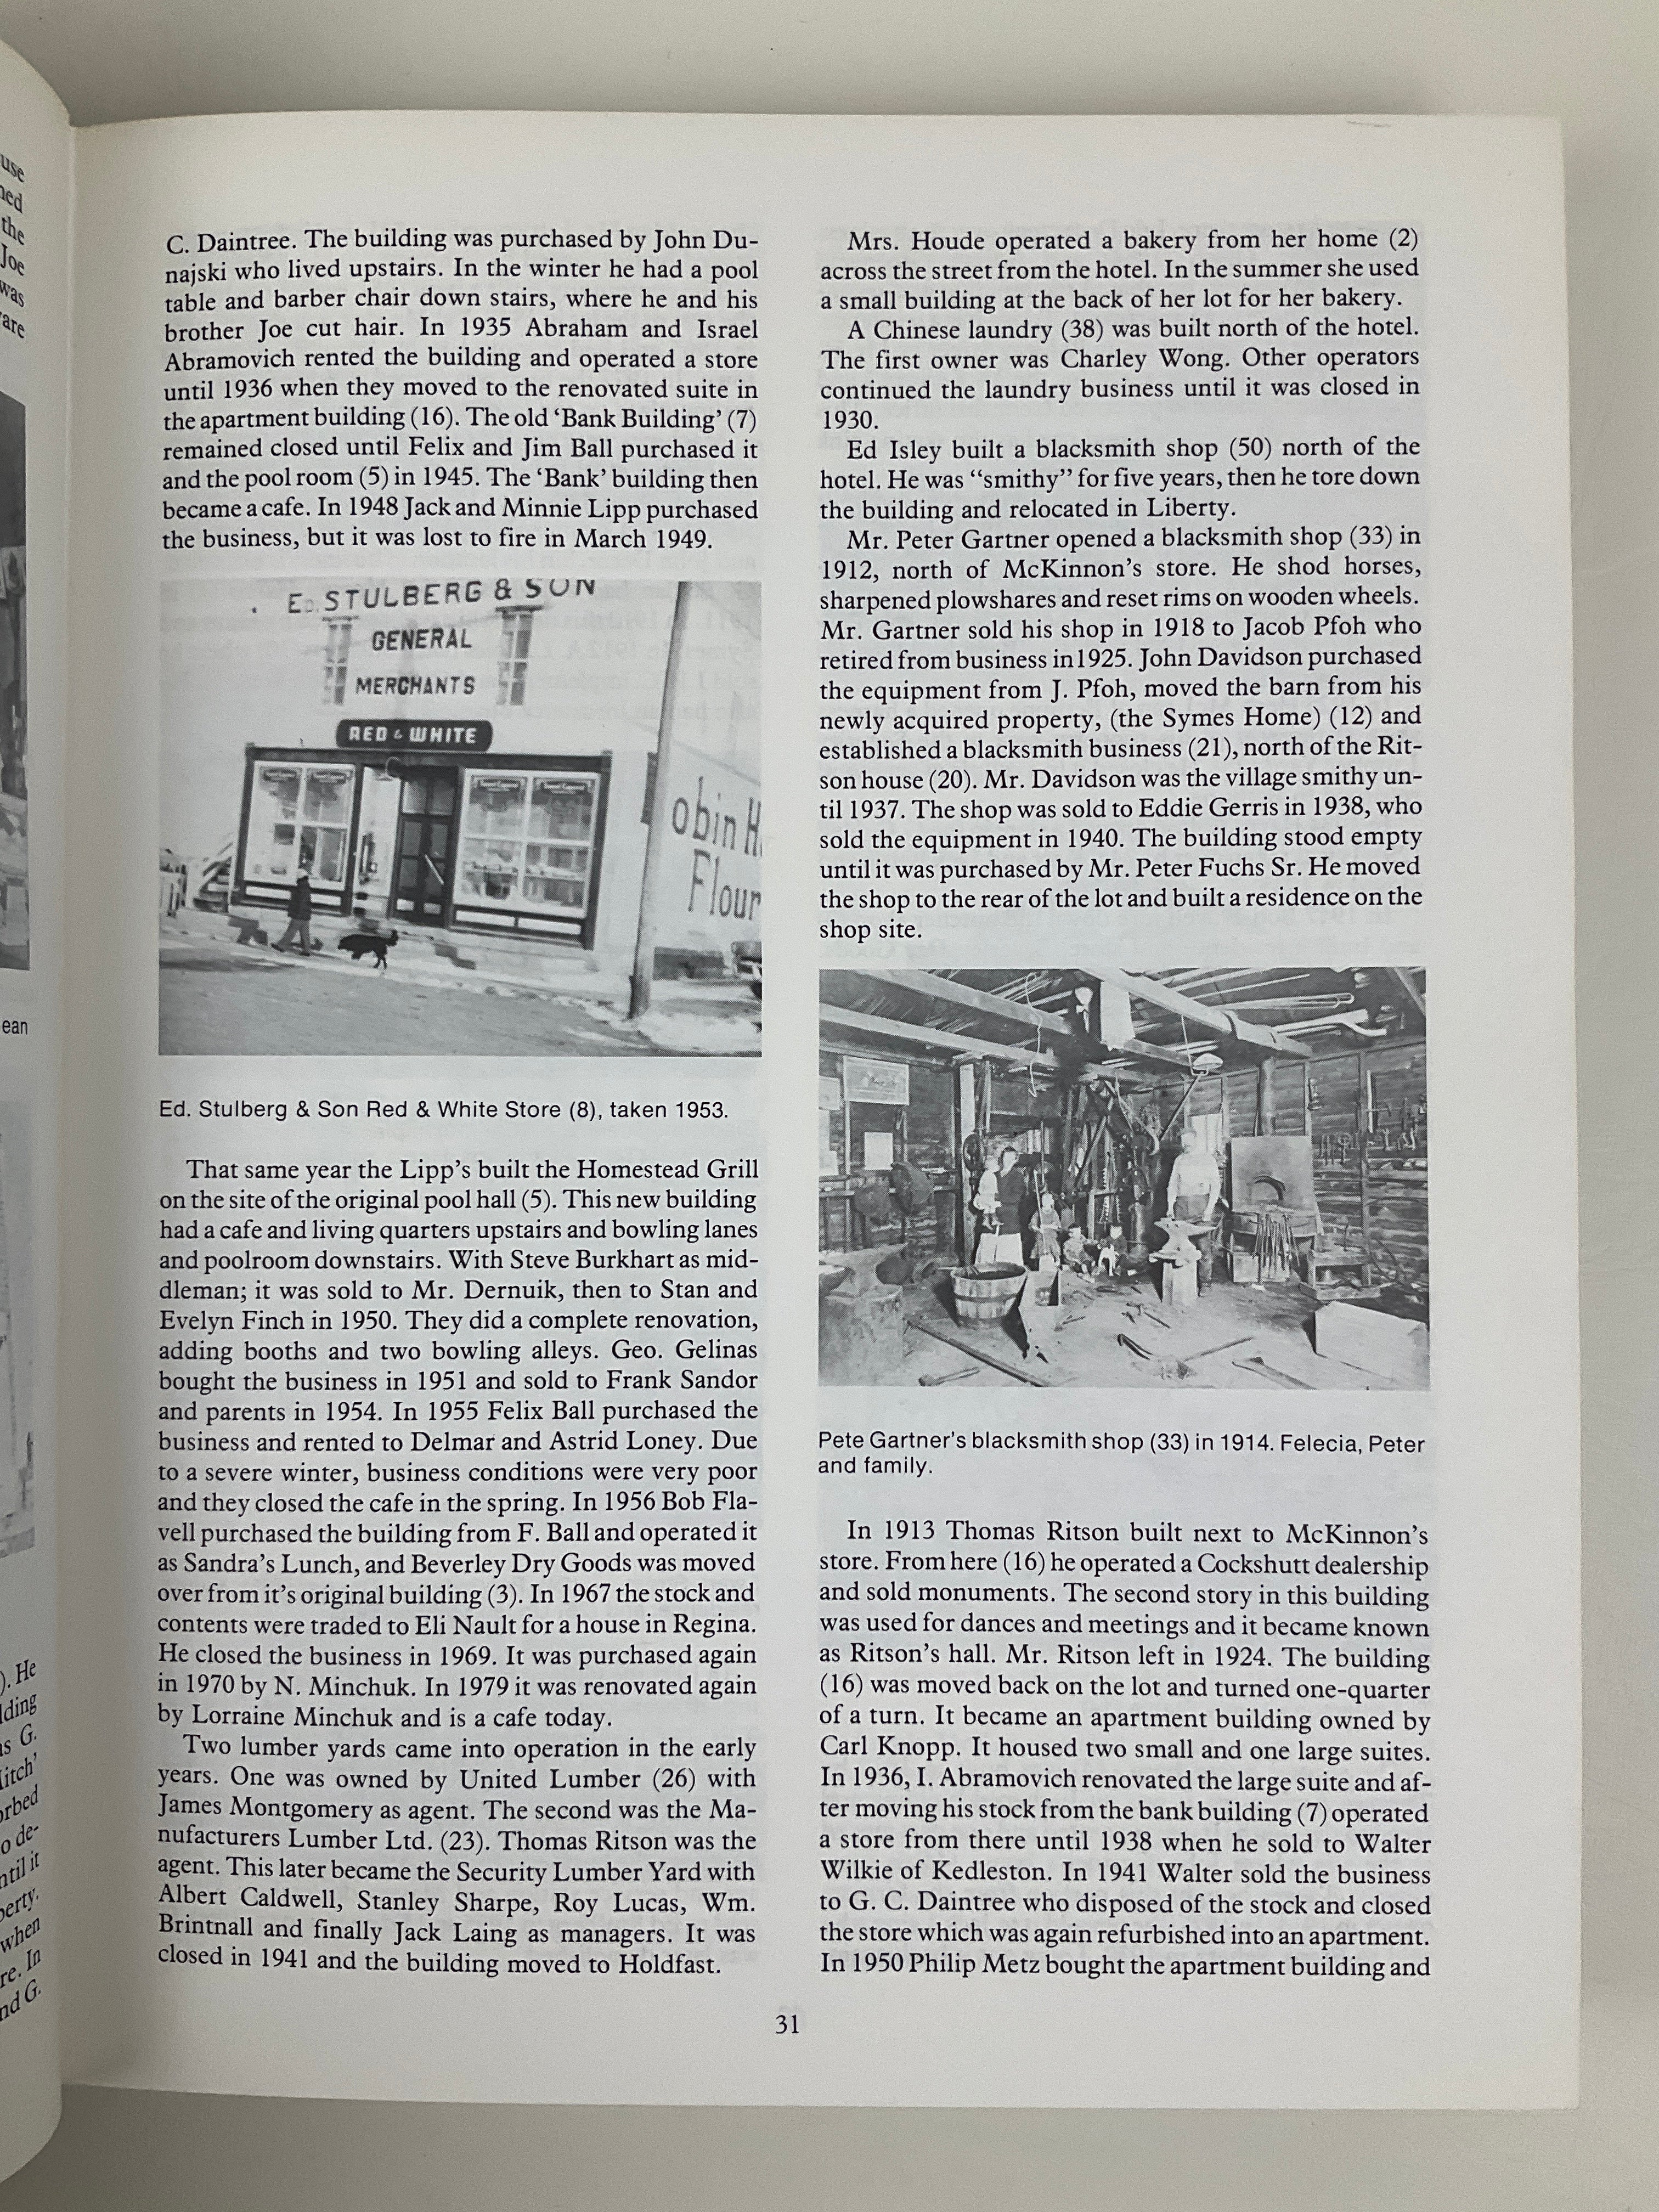 use
ned
the
Joe
was
are
ean
). He
lding
as G.
litch'
orbed
o de-
ntil it
perty.
when
re. In
nd G.
C. Daintree. The building was purchased by John Du-
najski who lived upstairs. In the winter he had a pool
table and barber chair down stairs, where he and his
brother Joe cut hair. In 1935 Abraham and Israel
Abramovich rented the building and operated a store
until 1936 when they moved to the renovated suite in
the apartment building (16). The old ‘Bank Building’ (7)
remained closed until Felix and Jim Ball purchased it
and the pool room (5) in 1945. The ‘Bank’ building then
became a cafe. In 1948 Jack and Minnie Lipp purchased
the business, but it was lost to fire in March 1949.
ED. STULBERG & SON
GENERAL
MERCHANTS
RED & WHITE
obin H
Flour
Ed. Stulberg & Son Red & White Store (8), taken 1953.
That same year the Lipp's built the Homestead Grill
on the site of the original pool hall (5). This new building
had a cafe and living quarters upstairs and bowling lanes
and poolroom downstairs. With Steve Burkhart as mid-
dleman; it was sold to Mr. Dernuik, then to Stan and
Evelyn Finch in 1950. They did a complete renovation,
adding booths and two bowling alleys. Geo. Gelinas
bought the business in 1951 and sold to Frank Sandor
and parents in 1954. In 1955 Felix Ball purchased the
business and rented to Delmar and Astrid Loney. Due
to a severe winter, business conditions were very poor
and they closed the cafe in the spring. In 1956 Bob Fla-
vell purchased the building from F. Ball and operated it
as Sandra's Lunch, and Beverley Dry Goods was moved
over from it's original building (3). In 1967 the stock and
contents were traded to Eli Nault for a house in Regina.
He closed the business in 1969. It was purchased again
in 1970 by N. Minchuk. In 1979 it was renovated again
by Lorraine Minchuk and is a cafe today.
Two lumber yards came into operation in the early
years. One was owned by United Lumber (26) with
James Montgomery as agent. The second was the Ma-
nufacturers Lumber Ltd. (23). Thomas Ritson was the
agent. This later became the Security Lumber Yard with
Albert Caldwell, Stanley Sharpe, Roy Lucas, Wm.
Brintnall and finally Jack Laing as managers. It was
closed in 1941 and the building moved to Holdfast.
Mrs. Houde operated a bakery from her home (2)
across the street from the hotel. In the summer she used
a small building at the back of her lot for her bakery.
A Chinese laundry (38) was built north of the hotel.
The first owner was Charley Wong. Other operators
continued the laundry business until it was closed in
1930.
Ed Isley built a blacksmith shop (50) north of the
hotel. He was “smithy” for five years, then he tore down
the building and relocated in Liberty.
Mr. Peter Gartner opened a blacksmith shop (33) in
1912, north of McKinnon's store. He shod horses,
sharpened plowshares and reset rims on wooden wheels.
Mr. Gartner sold his shop in 1918 to Jacob Pfoh who
retired from business in1925. John Davidson purchased
the equipment from J. Pfoh, moved the barn from his
newly acquired property, (the Symes Home) (12) and
established a blacksmith business (21), north of the Rit-
son house (20). Mr. Davidson was the village smithy un-
til 1937. The shop was sold to Eddie Gerris in 1938, who
sold the equipment in 1940. The building stood empty
until it was purchased by Mr. Peter Fuchs Sr. He moved
the shop to the rear of the lot and built a residence on the
shop site.
Pete Gartner's blacksmith shop (33) in 1914. Felecia, Peter
and family.
In 1913 Thomas Ritson built next to McKinnon's
store. From here (16) he operated a Cockshutt dealership
and sold monuments. The second story in this building
was used for dances and meetings and it became known
as Ritson's hall. Mr. Ritson left in 1924. The building
(16) was moved back on the lot and turned one-quarter
of a turn. It became an apartment building owned by
Carl Knopp. It housed two small and one large suites.
In 1936, I. Abramovich renovated the large suite and af-
ter moving his stock from the bank building (7) operated
a store from there until 1938 when he sold to Walter
Wilkie of Kedleston. In 1941 Walter sold the business
to G. C. Daintree who disposed of the stock and closed
the store which was again refurbished into an apartment.
In 1950 Philip Metz bought the apartment building and
31